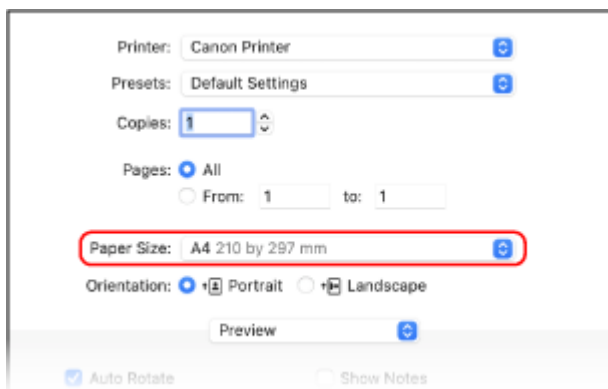 Printer: Canon Printer
Presets: Default Settings
Copies: 1
Pages: All
From: 1 to: 1
Paper Size: A4 210 by 297 mm
Orientation: Portrait Landscape
Preview
Auto Rotate Show Notes